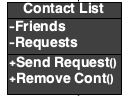 Contact List
-Friends
-Requests
+Send Request()
+Remove Cont()